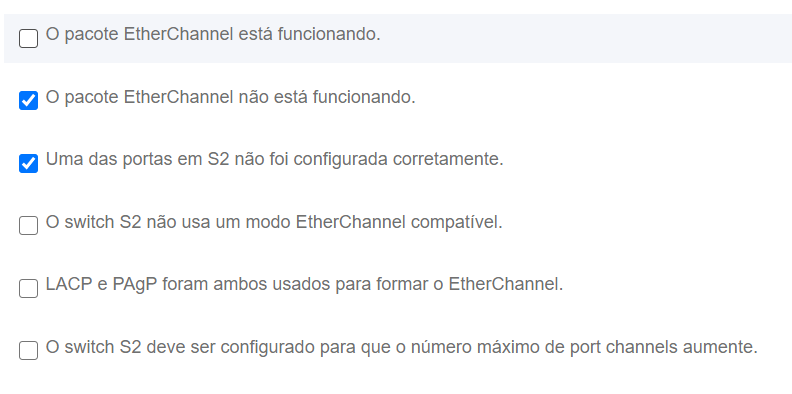 O pacote EtherChannel está funcionando.
O pacote EtherChannel não está funcionando.
Uma das portas em S2 não foi configurada corretamente.
O switch S2 não usa um modo EtherChannel compatível.
LACP e PAgP foram ambos usados para formar o EtherChannel.
O switch S2 deve ser configurado para que o número máximo de port channels aumente.